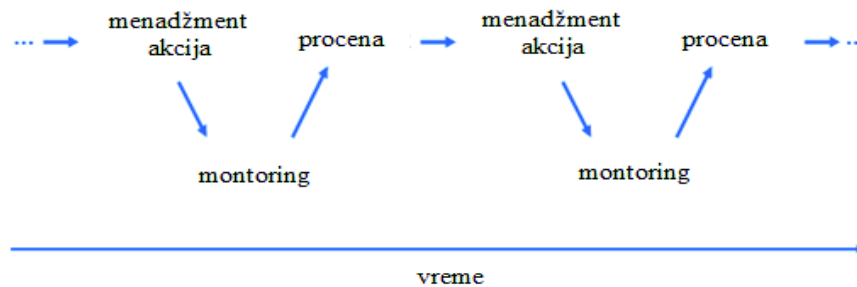 ... menadžment akcija procena menadžment akcija procena ...
montoring montoring
vreme